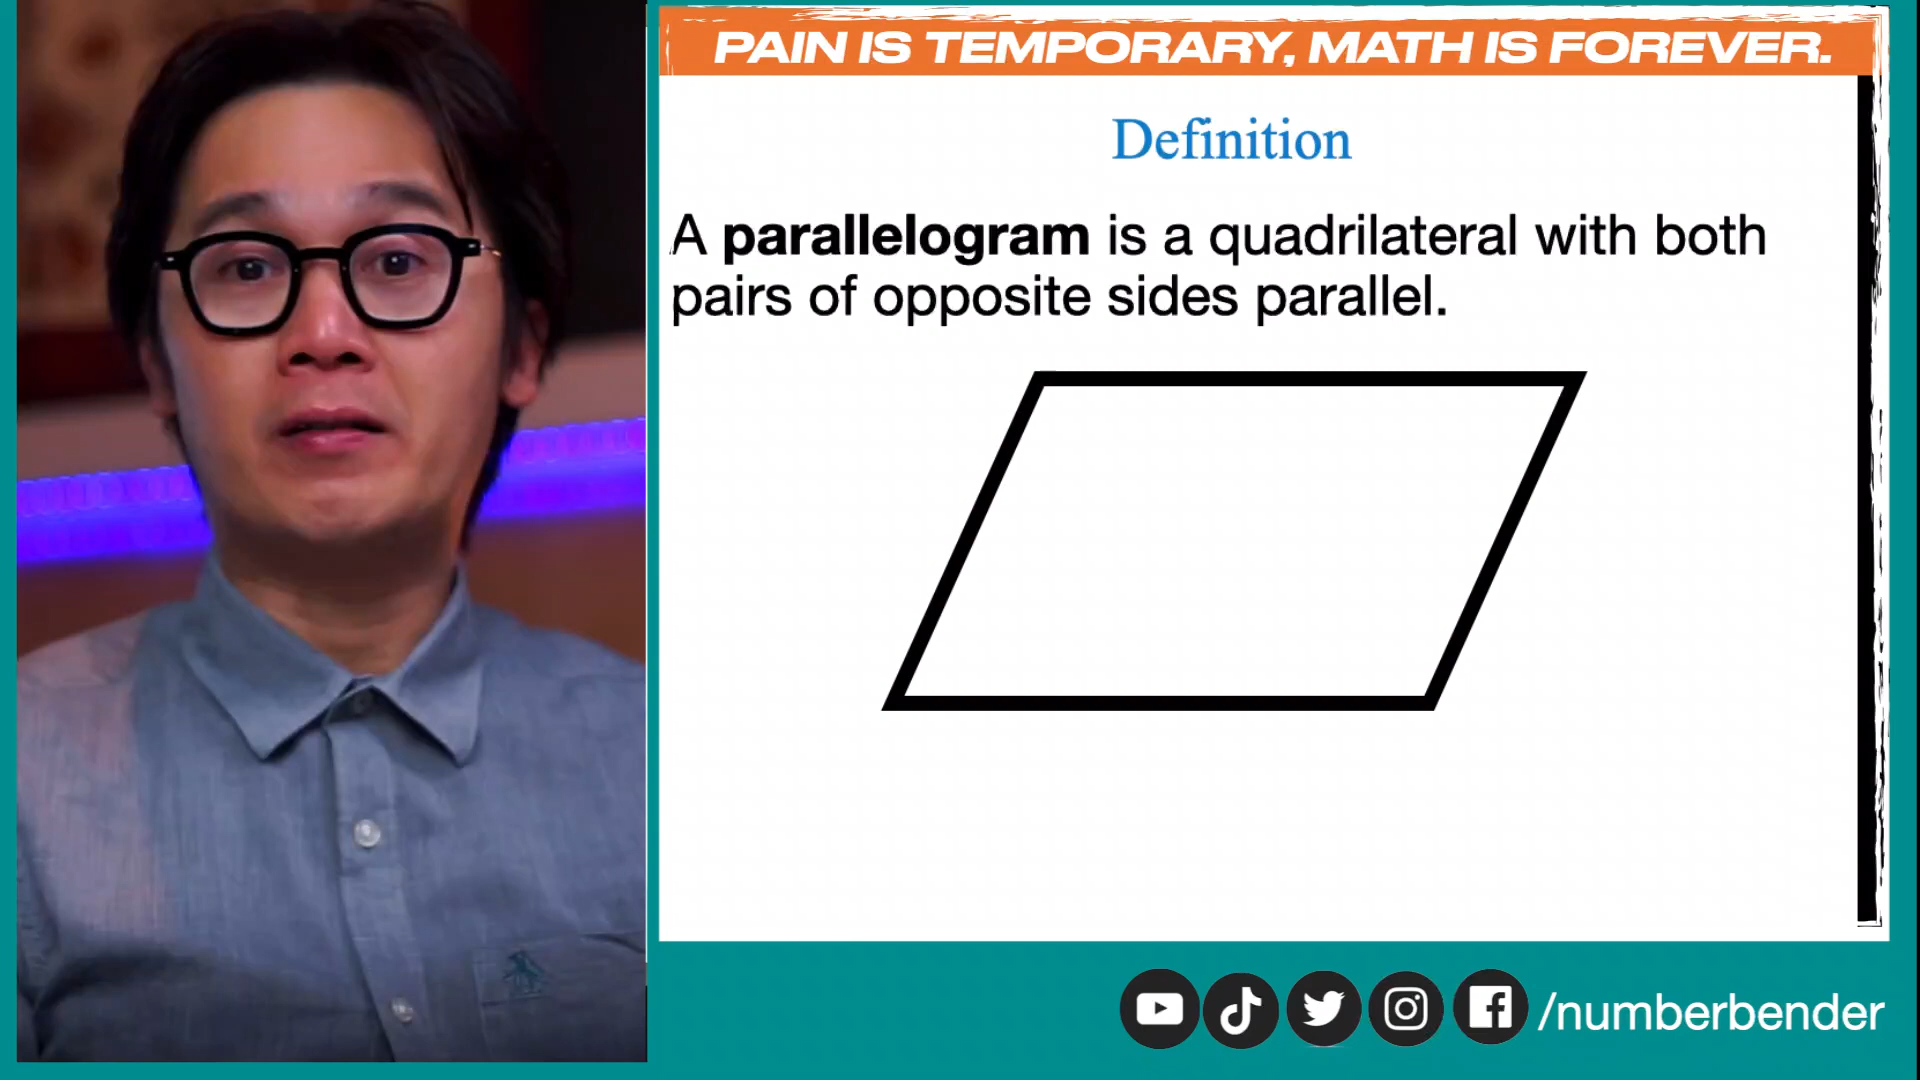 PAIN IS TEMPORARY, MATH IS FOREVER.
Definition
A parallelogram is a quadrilateral with both
pairs of opposite sides parallel.
/numberbender